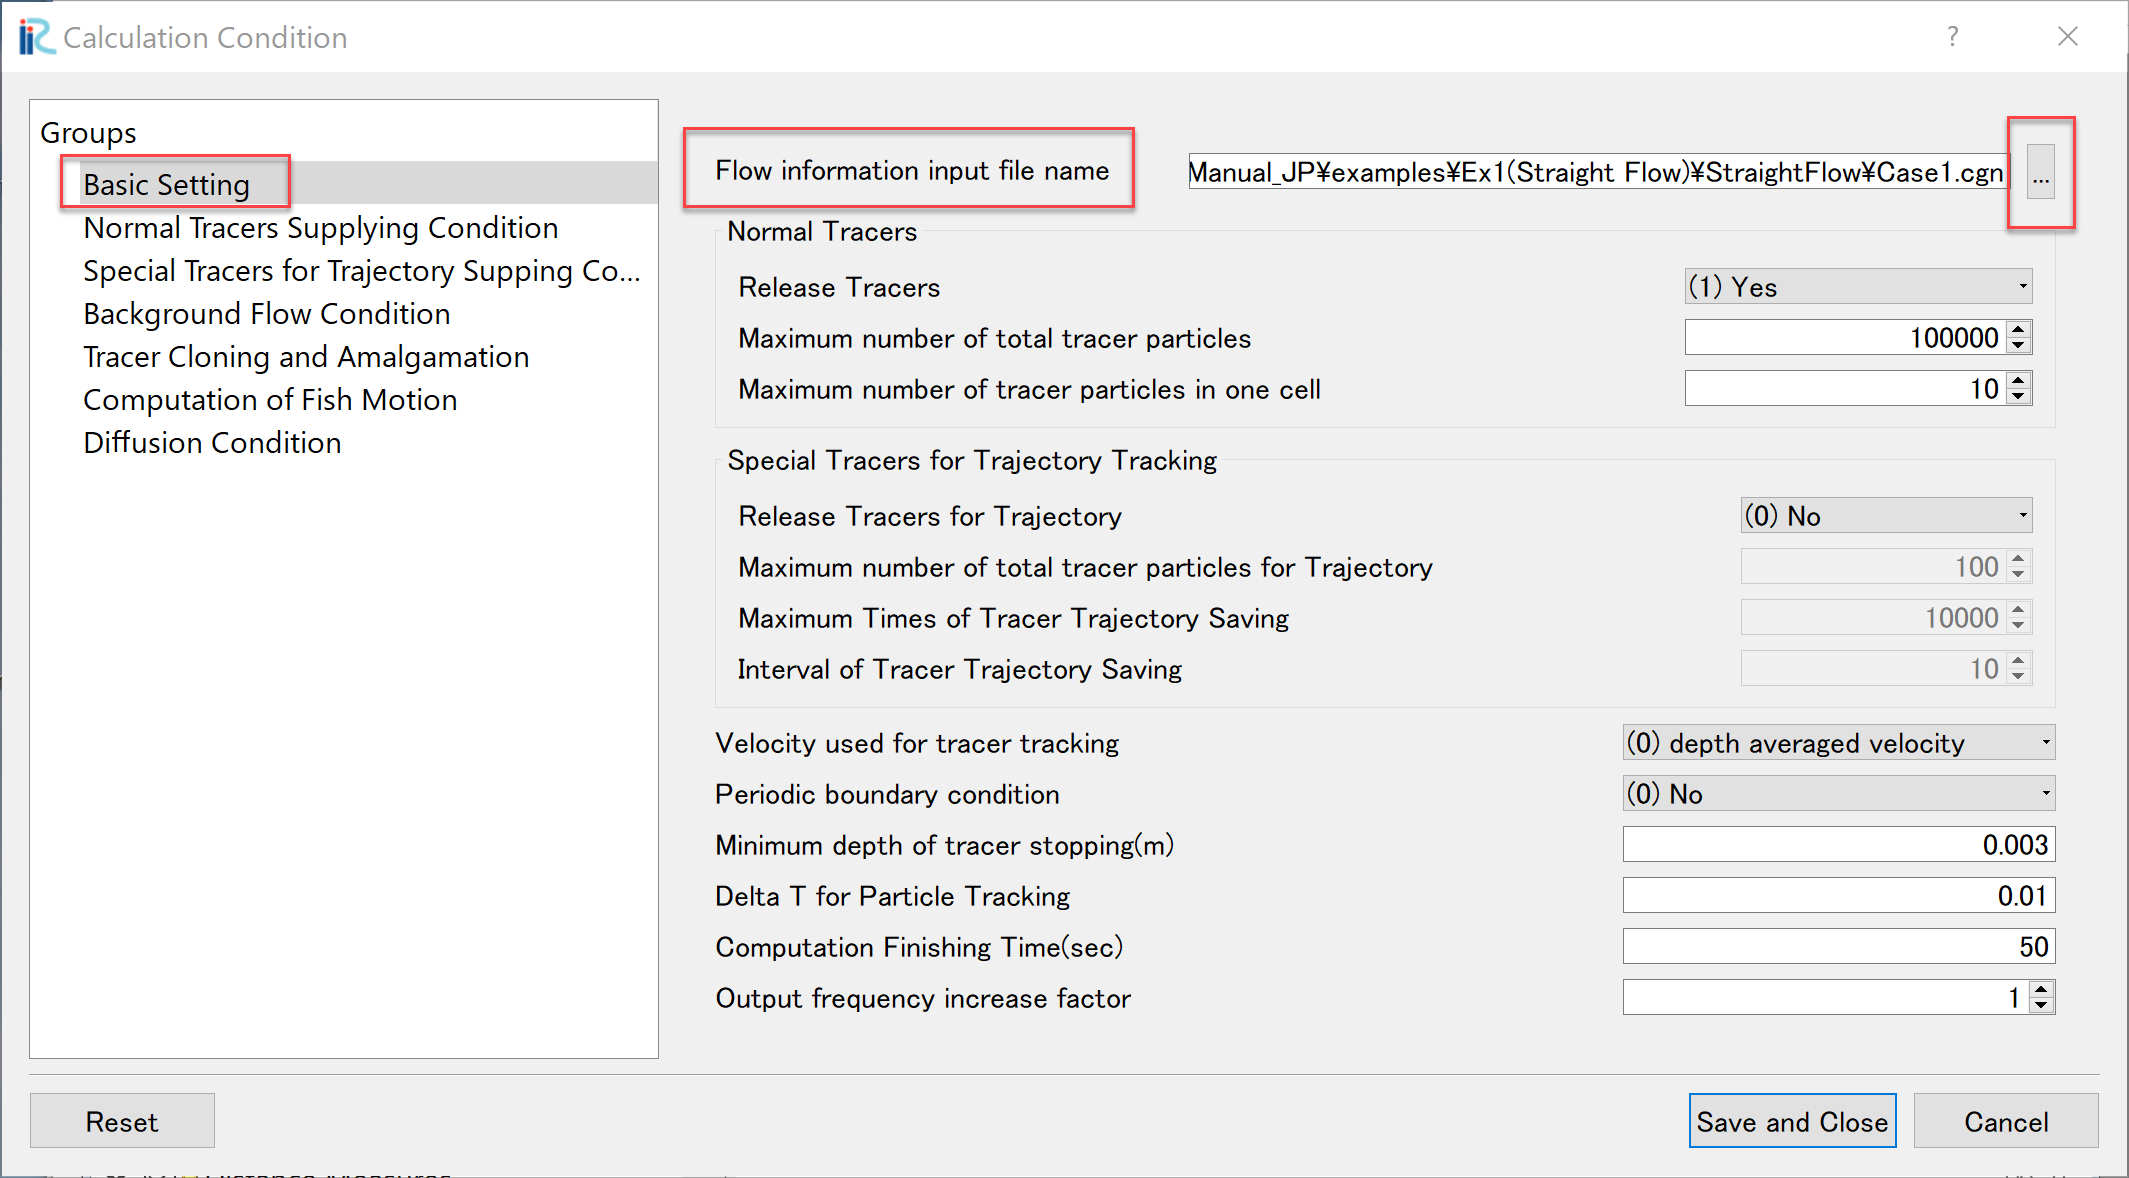 iRiC Calculation Condition
?
Groups
Basic Setting
Normal Tracers Supplying Condition
Special Tracers for Trajectory Supping Co...
Background Flow Condition
Tracer Cloning and Amalgamation
Computation of Fish Motion
Diffusion Condition
Flow information input file name Manual_JP¥examples¥Ex1(Straight Flow)¥StraightFlow¥Case1.cgn ...
Normal Tracers
Release Tracers (1) Yes
Maximum number of total tracer particles 100000
Maximum number of tracer particles in one cell 10
Special Tracers for Trajectory Tracking
Release Tracers for Trajectory (0) No
Maximum number of total tracer particles for Trajectory 100
Maximum Times of Tracer Trajectory Saving 10000
Interval of Tracer Trajectory Saving 10
Velocity used for tracer tracking (0) depth averaged velocity
Periodic boundary condition (0) No
Minimum depth of tracer stopping(m) 0.003
Delta T for Particle Tracking 0.01
Computation Finishing Time(sec) 50
Output frequency increase factor 1
Reset
Save and Close
Cancel